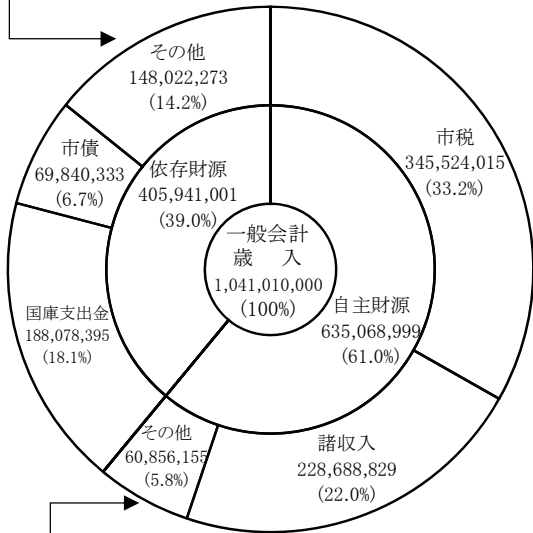 その他
148,022,273
(14.2%)
市税
345,524,015
(33.2%)
市債
69,840,333
(6.7%)
依存財源
405,941,001
(39.0%)
一般会計
歳　入
1,041,010,000
(100%)
自主財源
635,068,999
(61.0%)
国庫支出金
188,078,395
(18.1%)
その他
60,856,155
(5.8%)
諸収入
228,688,829
(22.0%)